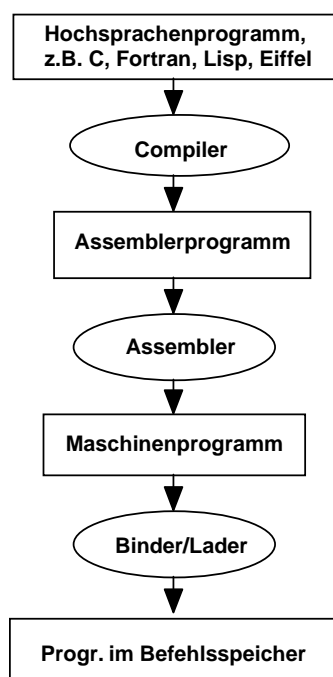 Hochsprachenprogramm,
z.B. C, Fortran, Lisp, Eiffel
Compiler
Assemblerprogramm
Assembler
Maschinenprogramm
Binder/Lader
Progr. im Befehlsspeicher